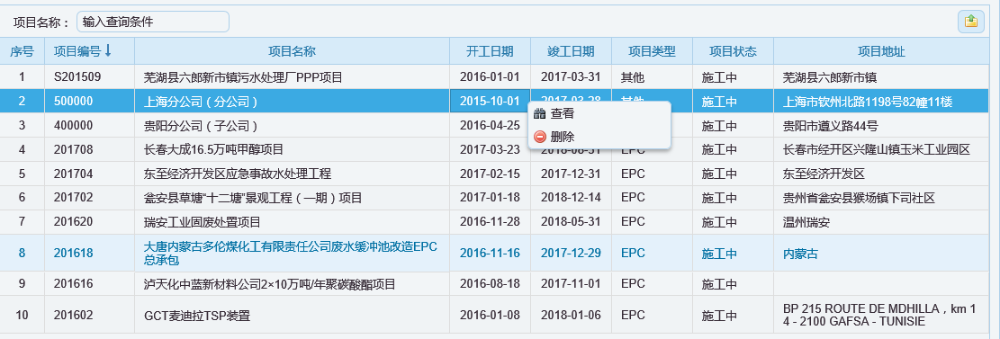 项目名称： 输入查询条件
序号 项目编号 项目名称 开工日期 竣工日期 项目类型 项目状态 项目地址
1 S201509 芜湖县六郎新市镇污水处理厂PPP项目 2016-01-01 2017-03-31 其他 施工中 芜湖县六郎新市镇
2 500000 上海分公司（分公司） 2015-10-01 2017-03-28 其他 施工中 上海市钦州北路1198号82幢11楼
查看
3 400000 贵阳分公司（子公司） 2016-04-25 施工中 贵阳市遵义路44号
删除
4 201708 长春大成16.5万吨甲醇项目 2017-03-23 2018-08-31 EPC 施工中 长春市经开区兴隆山镇玉米工业园区
5 201704 东至经济开发区应急事故水处理工程 2017-02-15 2017-12-31 EPC 施工中 东至经济开发区
6 201702 瓮安县草塘“十二塘”景观工程（一期）项目 2017-01-18 2018-12-14 EPC 施工中 贵州省瓮安县猴场镇下司社区
7 201620 瑞安工业固废处置项目 2016-11-28 2018-05-31 EPC 施工中 温州瑞安
8 201618 大唐内蒙古多伦煤化工有限责任公司废水缓冲池改造EPC
总承包 2016-11-16 2017-12-29 EPC 施工中 内蒙古
9 201616 泸天化中蓝新材料公司2×10万吨/年聚碳酸酯项目 2016-08-18 2017-11-01 EPC 施工中
10 201602 GCT麦迪拉TSP装置 2016-01-08 2018-01-06 EPC 施工中 BP 215 ROUTE DE MDHILLA，km 1
4 - 2100 GAFSA - TUNISIE